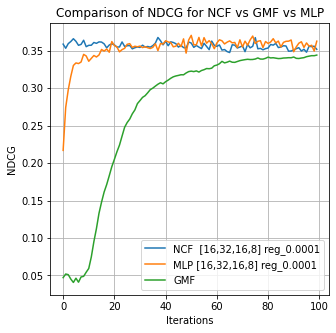 Comparison of NDCG for NCF vs GMF vs MLP
NDCG
0.35
0.30
0.25
0.20
0.15
0.10
0.05
NCF [16,32,16,8] reg_0.0001
MLP [16,32,16,8] reg_0.0001
GMF
0 20 40 60 80 100
Iterations